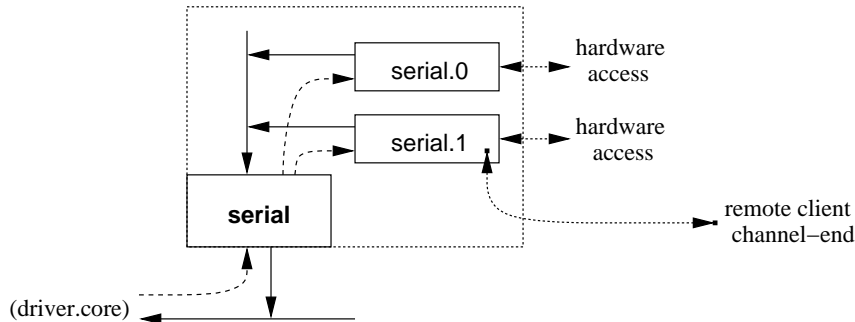 hardware
access
serial.0
hardware
access
serial.1
serial
remote client
channel−end
(driver.core)